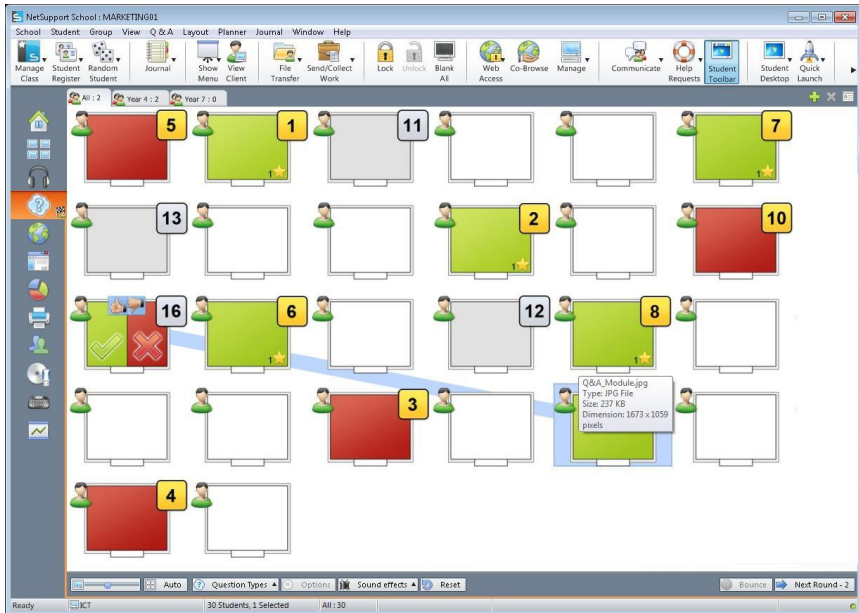 NetSupport School : MARKETING01
School Student Group View Q & A Layout Planner Journal Window Help
Manage Class
Student Register
Random Student
Journal
Show Menu
View Client
File Transfer
Send/Collect Work
Lock
Unlock
Blank All
Web Access
Co-Browse
Manage
Communicate
Help Requests
Student Toolbar
Student Desktop
Quick Launch
All : 2
Year 4 : 2
Year 7 : 0
5
1
1
11
7
1
13
2
1
10
16
6
1
12
8
1
Q&A_Module.jpg
Type: JPG File
Size: 237 KB
Dimension: 1673 x 1059
pixels
3
4
Auto
Question Types
Options
Sound effects
Reset
Bounce
Next Round - 2
Ready
ICT
30 Students, 1 Selected
All : 30